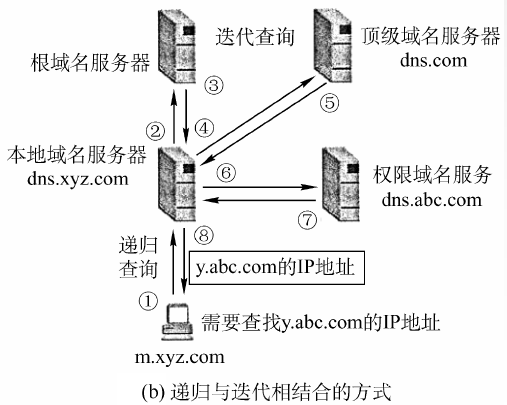 迭代查询
顶级域名服务器
dns.com
根域名服务器
③
②
④
⑤
本地域名服务器
dns.xyz.com
⑥
⑦
权限域名服务
dns.abc.com
递归
查询
⑧
y.abc.com的IP地址
①
需要查找y.abc.com的IP地址
m.xyz.com
(b) 递归与迭代相结合的方式